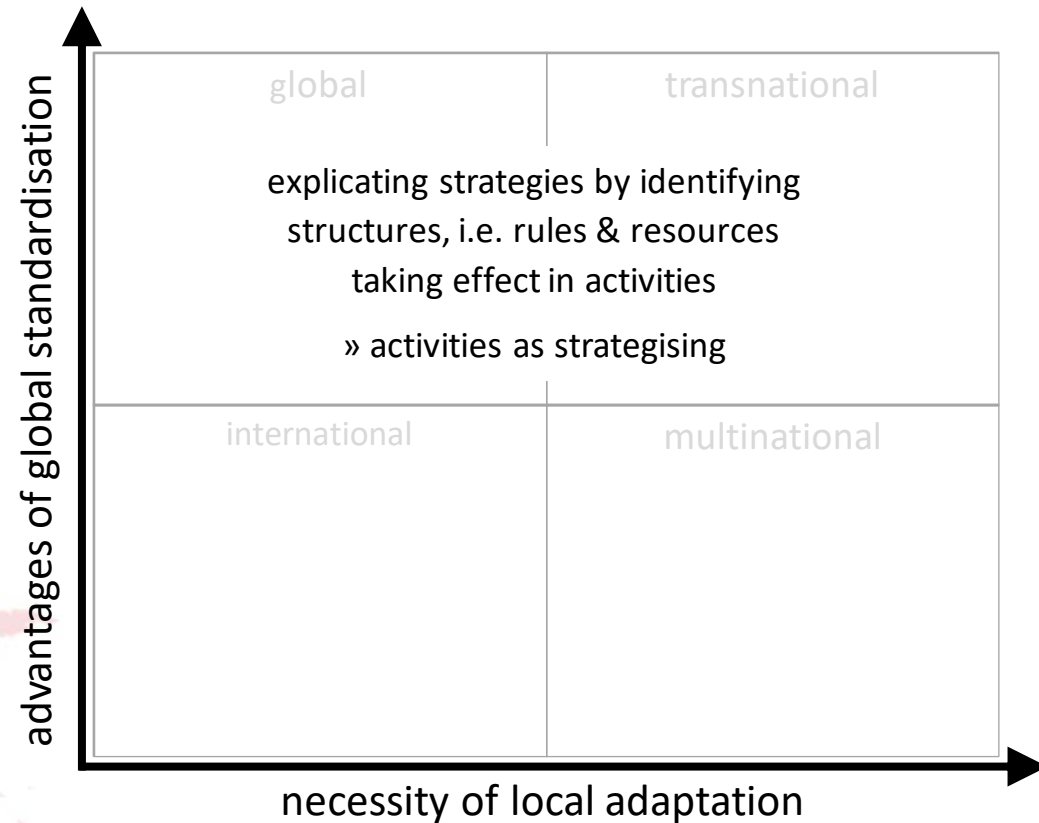 advantages of global standardisation
global
transnational
explicating strategies by identifying
structures, i.e. rules & resources
taking effect in activities
» activities as strategising
international
multinational
necessity of local adaptation